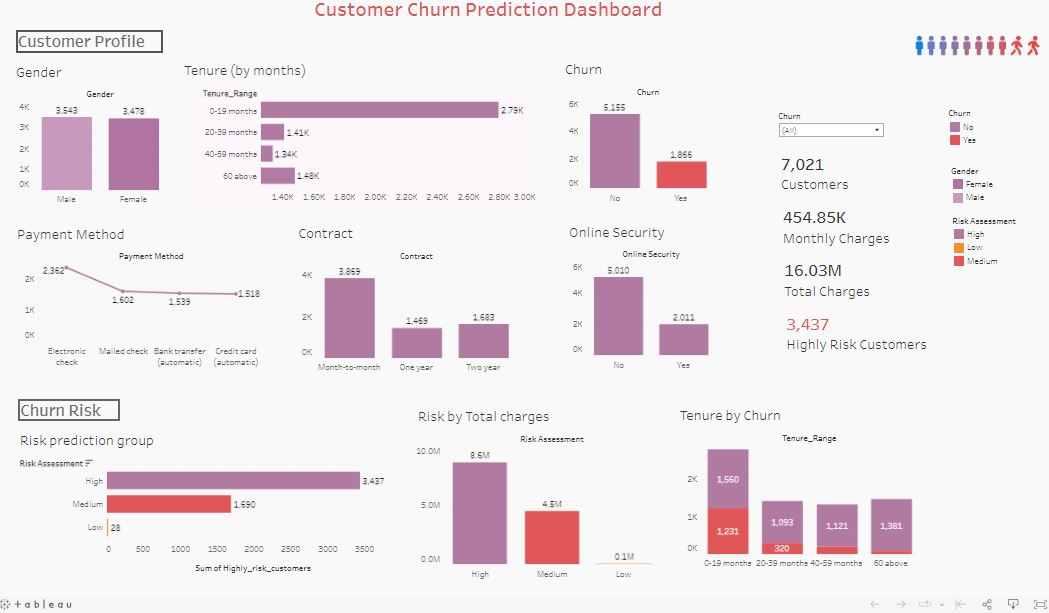 Customer Churn Prediction Dashboard
Customer Profile
Gender
Gender
4K
3K
2K
1K
0K
3,543
3,478
Male
Female
Tenure (by months)
Tenure_Range
0-19 months
2.79K
20-39 months
1.41K
40-59 months
1.34K
60 above
1.48K
1.40K 1.60K 1.80K 2.00K 2.20K 2.40K 2.60K 2.80K 3.00K
Churn
Churn
6K
4K
2K
0K
5,155
1,866
No
Yes
Churn
(All)
7,021
Customers
454.85K
Monthly Charges
16.03M
Total Charges
3,437
Highly Risk Customers
Churn
No
Yes
Gender
Female
Male
Risk Assessment
High
Low
Medium
Payment Method
Payment Method
2K
1K
0K
2,362
1,602
1,539
1,518
Electronic check
Mailed check
Bank transfer (automatic)
Credit card (automatic)
Contract
Contract
4K
2K
0K
3,869
1,469
1,683
Month-to-month
One year
Two year
Online Security
Online Security
6K
4K
2K
0K
5,010
2,011
No
Yes
Churn Risk
Risk prediction group
Risk Assessment
High
3,437
Medium
1,690
Low
28
0 500 1000 1500 2000 2500 3000 3500
Sum of Highly_risk_customers
Risk by Total charges
Risk Assessment
10.0M
5.0M
0.0M
8.6M
4.5M
0.1M
High
Medium
Low
Tenure by Churn
Tenure_Range
2K
1K
0K
1,560
1,231
1,093
320
1,121
1,381
0-19 months
20-39 months
40-59 months
60 above
+ableau